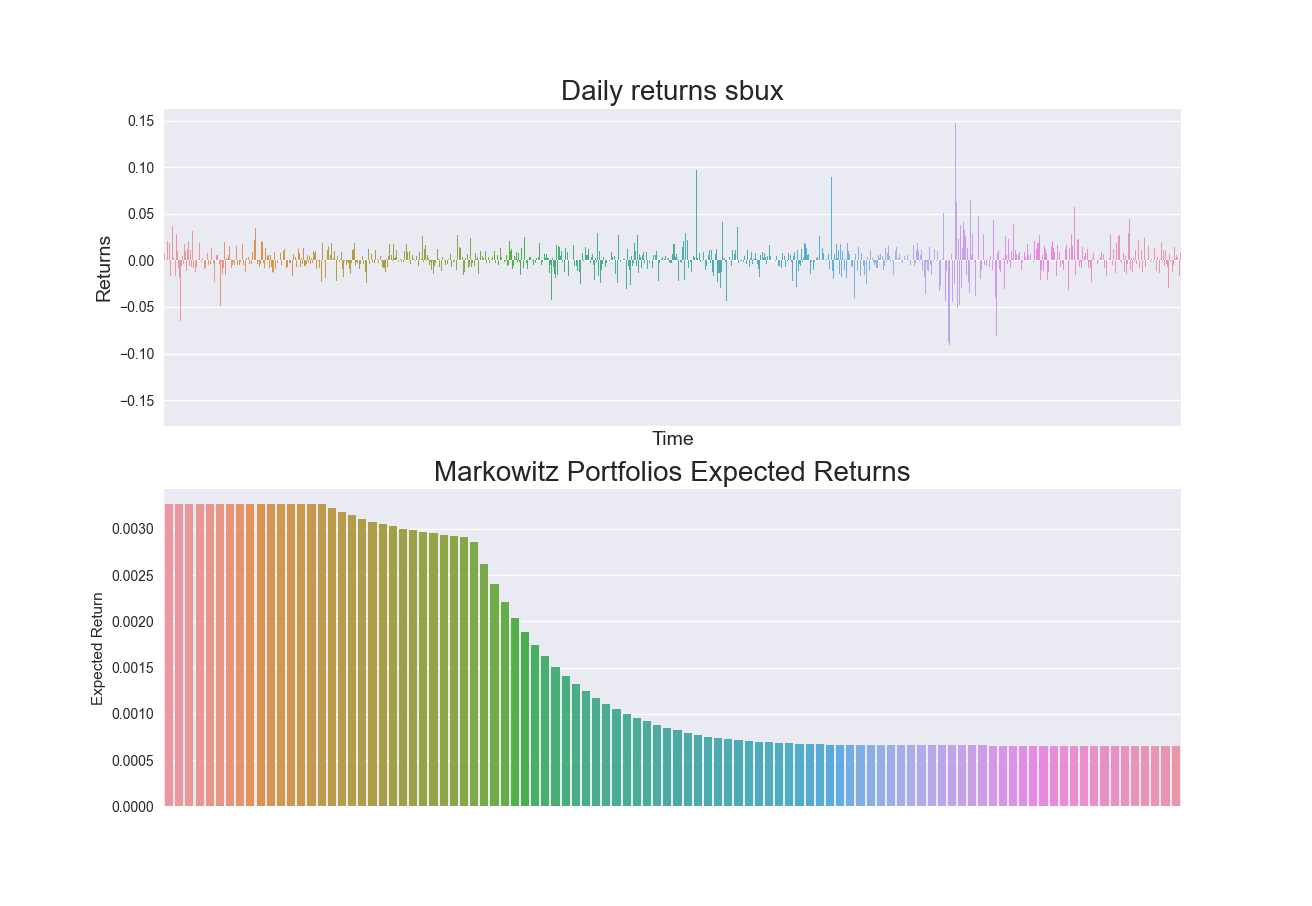 Daily returns sbux
0.15
0.10
0.05
0.00
−0.05
−0.10
−0.15
Returns
Time
Markowitz Portfolios Expected Returns
0.0030
0.0025
0.0020
0.0015
0.0010
0.0005
0.0000
Expected Return